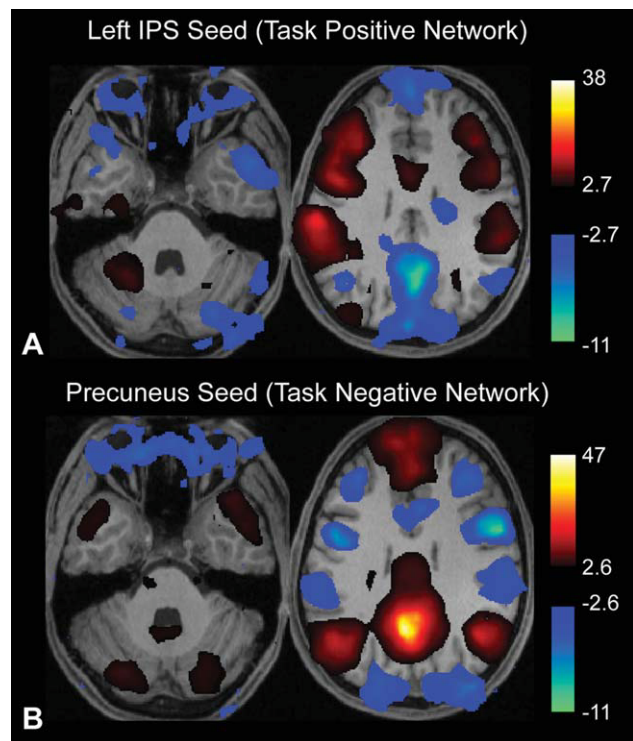 Left IPS Seed (Task Positive Network)
38
2.7
-2.7
-11
A
Precuneus Seed (Task Negative Network)
47
2.6
-2.6
-11
B